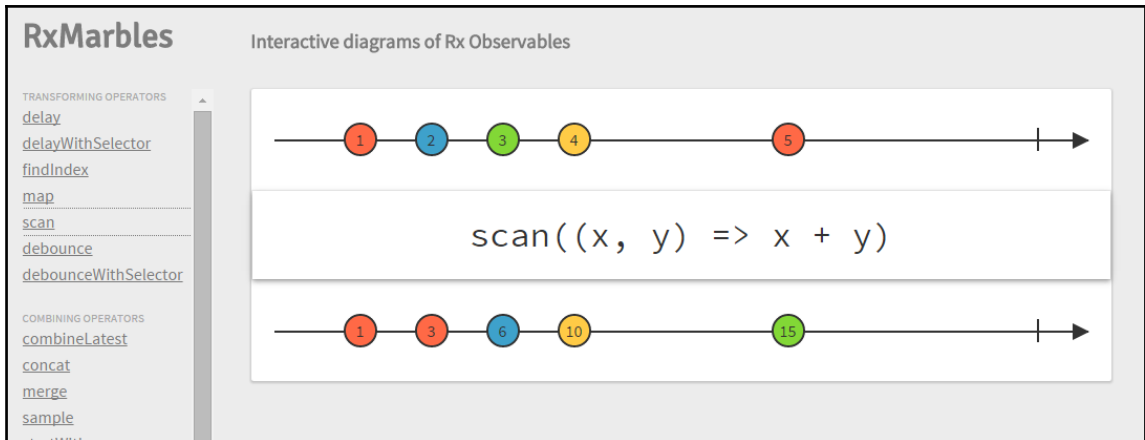 RxMarbles
Interactive diagrams of Rx Observables
TRANSFORMING OPERATORS
delay
delayWithSelector
findIndex
map
scan
debounce
debounceWithSelector
COMBINING OPERATORS
combineLatest
concat
merge
sample
1 2 3 4 5
scan((x, y) => x + y)
1 3 6 10 15